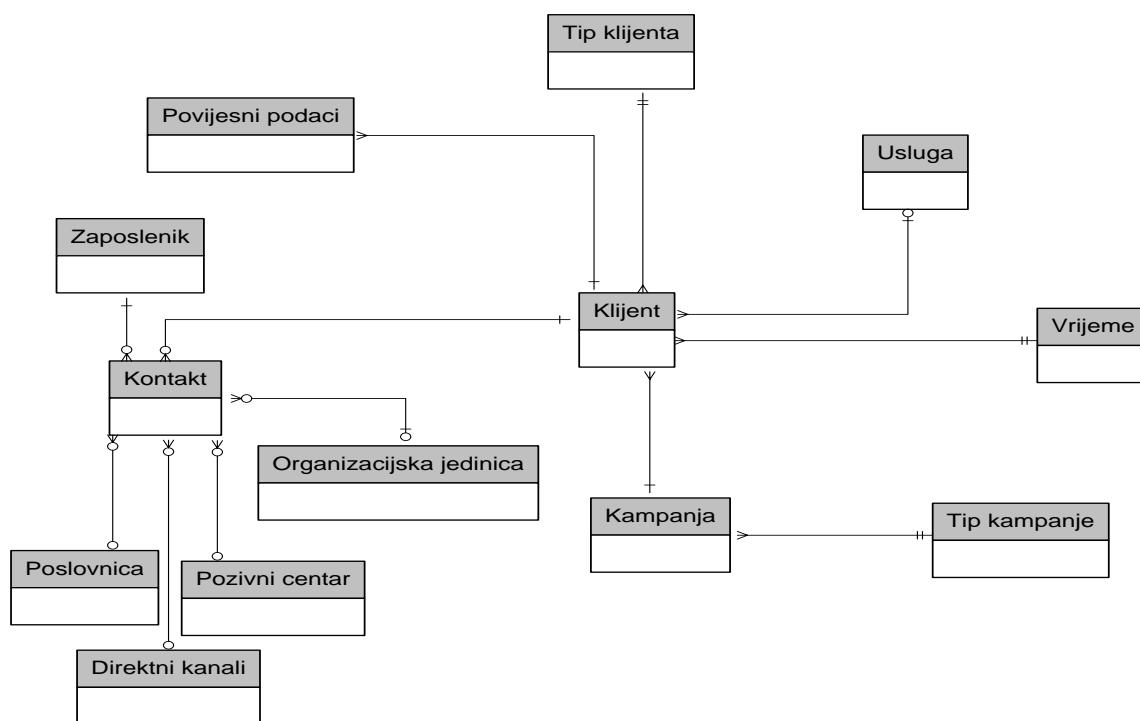 Tip klijenta
Povijesni podaci
Usluga
Zaposlenik
Klijent
Vrijeme
Kontakt
Organizacijska jedinica
Kampanja
Tip kampanje
Poslovnica
Pozivni centar
Direktni kanali